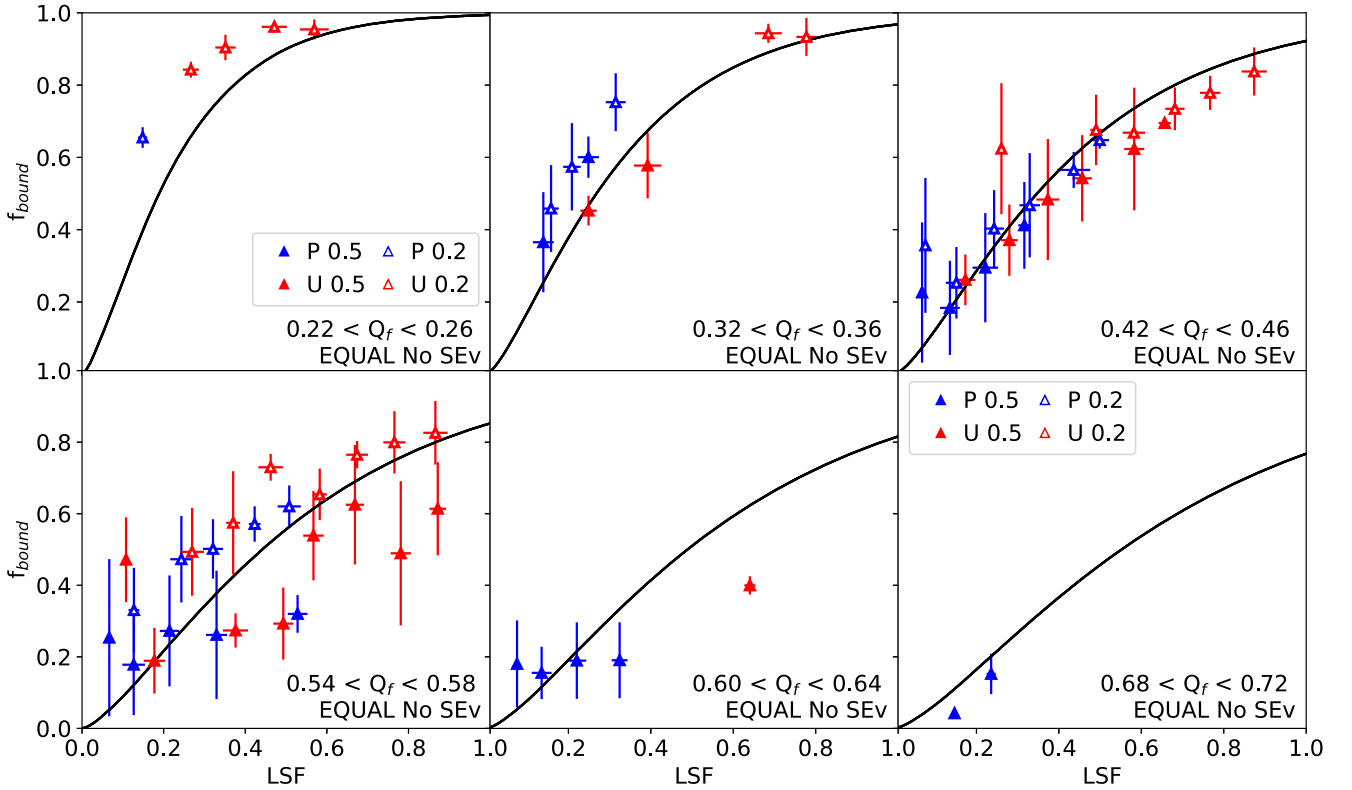 1.0
0.8
0.6
0.4
0.2
f_bound
P 0.5 P 0.2
U 0.5 U 0.2
0.22 < Q_f < 0.26
EQUAL No SEv
0.32 < Q_f < 0.36
EQUAL No SEv
0.42 < Q_f < 0.46
EQUAL No SEv
1.0
0.8
0.6
0.4
0.2
0.0
f_bound
0.54 < Q_f < 0.58
EQUAL No SEv
0.60 < Q_f < 0.64
EQUAL No SEv
P 0.5 P 0.2
U 0.5 U 0.2
0.68 < Q_f < 0.72
EQUAL No SEv
0.0 0.2 0.4 0.6 0.8 1.0 0.2 0.4 0.6 0.8 1.0 0.2 0.4 0.6 0.8 1.0
LSF LSF LSF